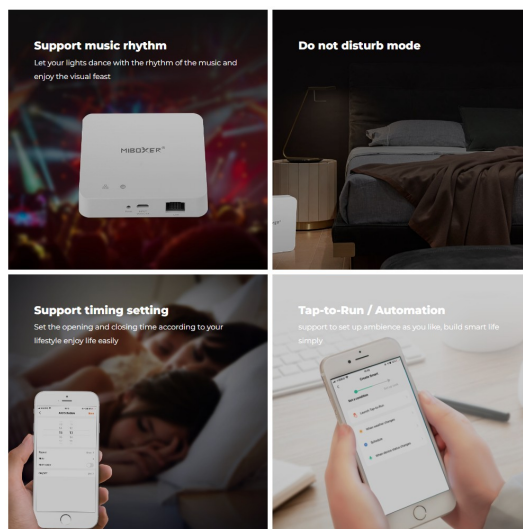 Support music rhythm
Let your lights dance with the rhythm of the music and
enjoy the visual feast
MIBOXER
Do not disturb mode
Support timing setting
Set the opening and closing time according to your
lifestyle enjoy life easily
Tap-to-Run / Automation
support to set up ambience as you like, build smart life
simply